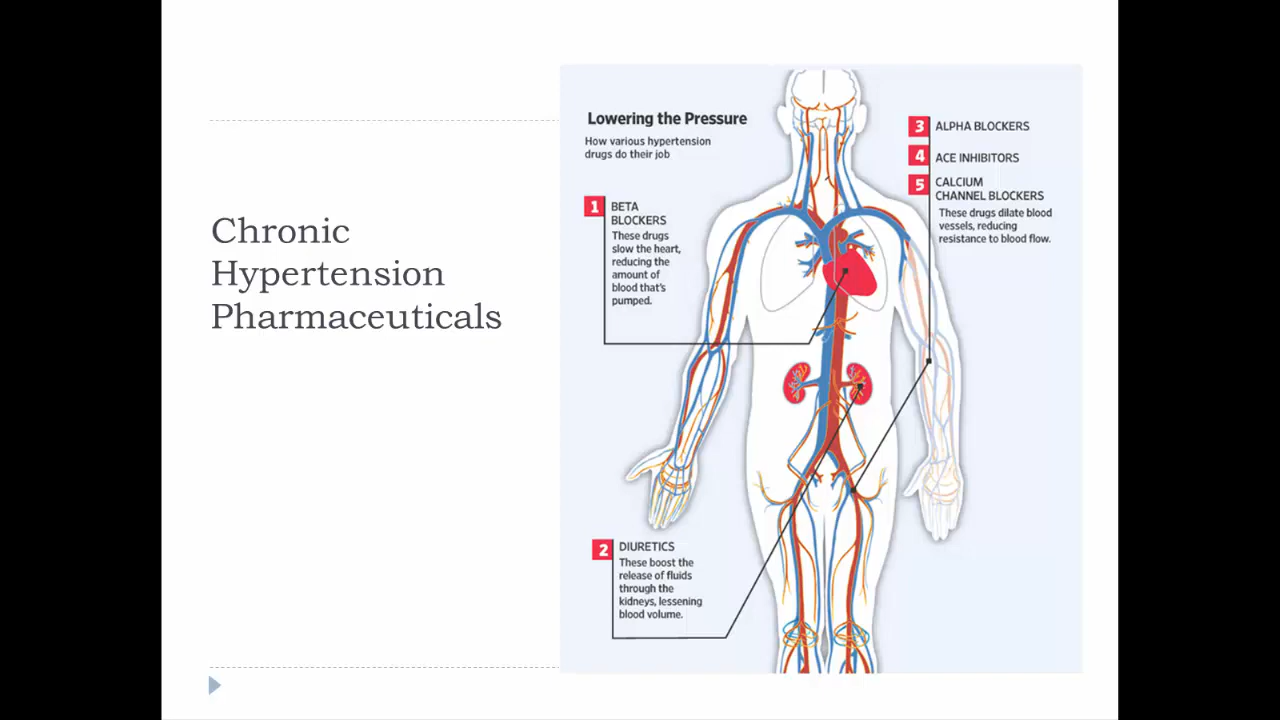 Chronic
Hypertension
Pharmaceuticals
Lowering the Pressure
How various hypertension
drugs do their job
1 BETA
BLOCKERS
These drugs
slow the heart,
reducing the
amount of
blood that's
pumped.
2 DIURETICS
These boost the
release of fluids
through the
kidneys, lessening
blood volume.
3 ALPHA BLOCKERS
4 ACE INHIBITORS
5 CALCIUM
CHANNEL BLOCKERS
These drugs dilate blood
vessels, reducing
resistance to blood flow.